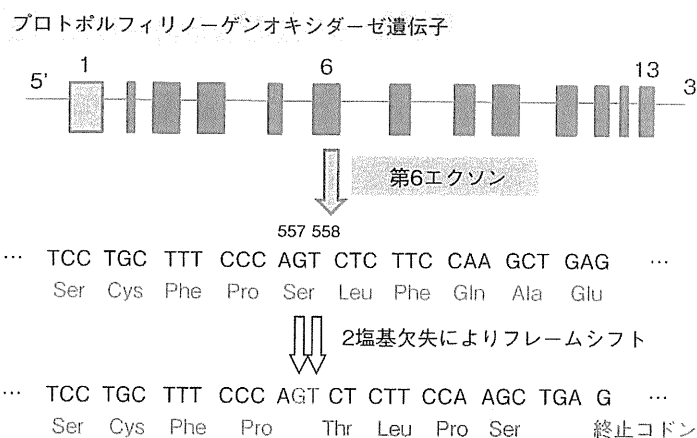 プロトポルフィリノーゲンオキシダーゼ遺伝子
1 6 13
5' 3
第6エクソン
557 558
… TCC TGC TTT CCC AGT CTC TTC CAA GCT GAG …
Ser Cys Phe Pro Ser Leu Phe Gln Ala Glu
2塩基欠失によりフレームシフト
… TCC TGC TTT CCC AGT CT CTT CCA AGC TGA G …
Ser Cys Phe Pro Thr Leu Pro Ser 終止コドン